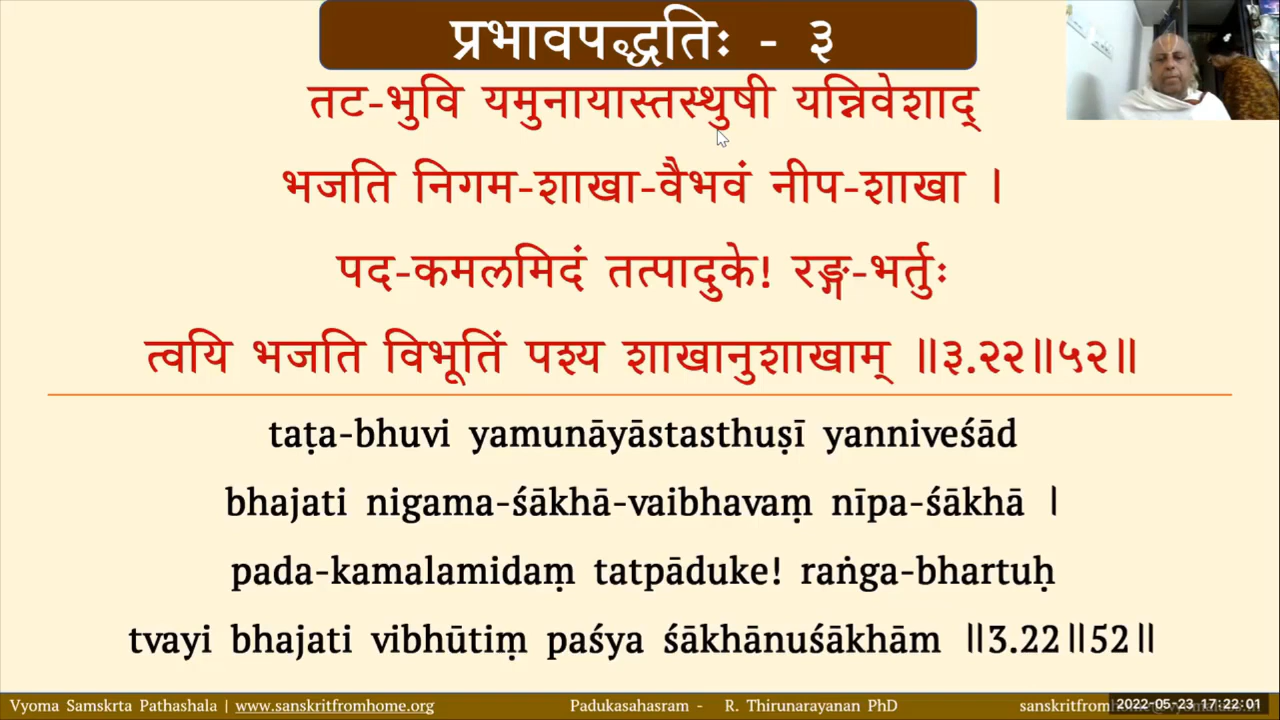 प्रभावपद्धतिः - ३
तट-भुवि यमुनायास्तस्थुषी यन्निवेशाद्
भजति निगम-शाखा-वैभवं नीप-शाखा ।
पद-कमलमिदं तत्पादुके! रङ्ग-भर्तुः
त्वयि भजति विभूतिं पश्य शाखानुशाखाम् ॥३.२२॥५२॥
taṭa-bhuvi yamunāyāstasthuṣī yanniveśād
bhajati nigama-śākhā-vaibhavaṃ nīpa-śākhā ।
pada-kamalamidaṃ tatpāduke! raṅga-bhartuḥ
tvayi bhajati vibhūtiṃ paśya śākhānuśākhām ॥3.22॥52॥
Vyoma Samskrta Pathashala | www.sanskritfromhome.org Padukasahasram - R. Thirunarayanan PhD 2022-05-23 17:22:01